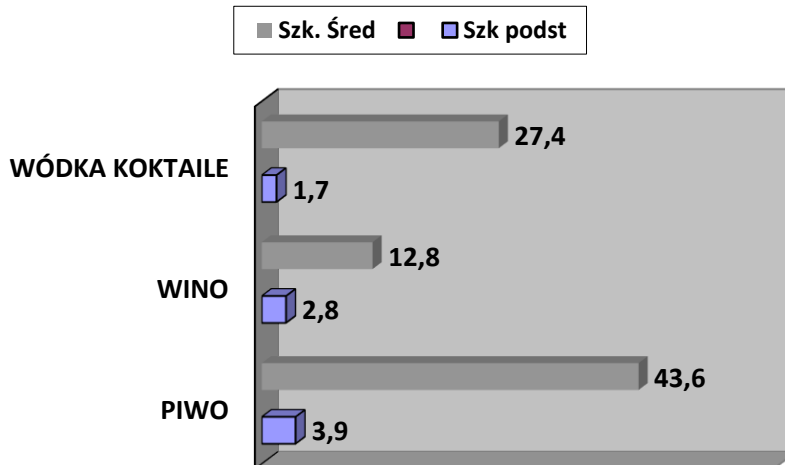 Szk. Śred Szk podst
27,4
WÓDKA KOKTAILE
1,7
12,8
WINO
2,8
43,6
PIWO
3,9